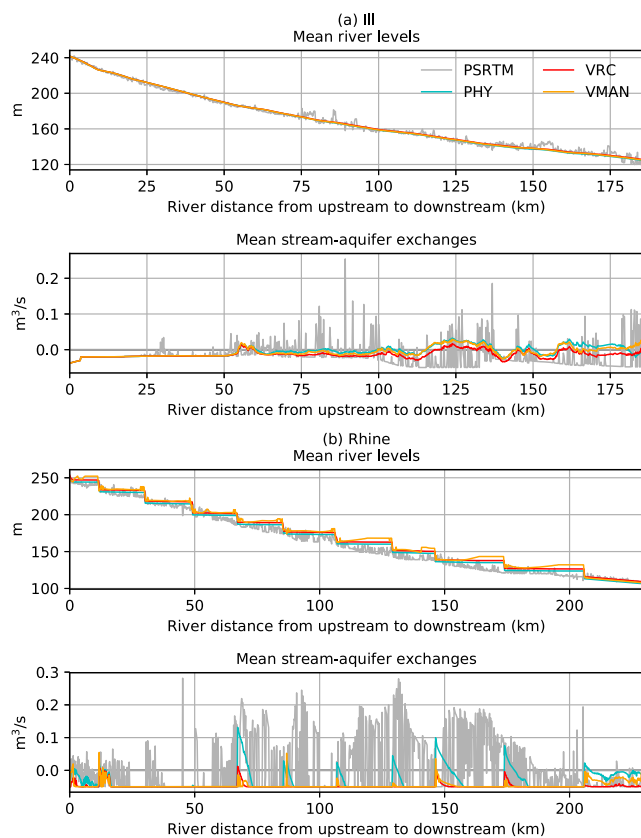 (a) Ill
Mean river levels
240
200
160
120
m
PSRTM
PHY
VRC
VMAN
0 25 50 75 100 125 150 175
River distance from upstream to downstream (km)
Mean stream-aquifer exchanges
0.2
0.1
0.0
m³/s
0 25 50 75 100 125 150 175
River distance from upstream to downstream (km)
(b) Rhine
Mean river levels
250
200
150
100
m
0 50 100 150 200
River distance from upstream to downstream (km)
Mean stream-aquifer exchanges
0.3
0.2
0.1
0.0
m³/s
0 50 100 150 200
River distance from upstream to downstream (km)